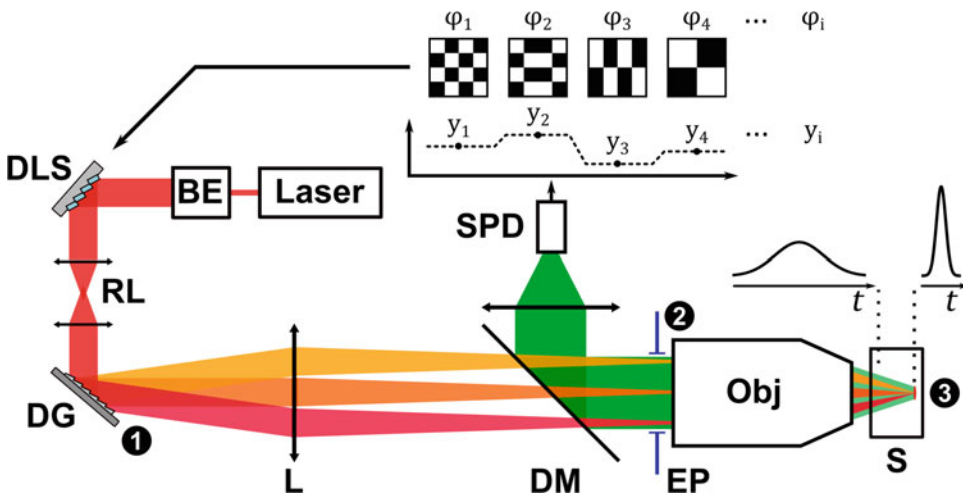 φ₁ φ₂ φ₃ φ₄ ··· φᵢ
y₁ y₂ y₃ y₄ ··· yᵢ
DLS
BE
Laser
SPD
RL
t
t
2
Obj
3
DG
1
L
DM
EP
S